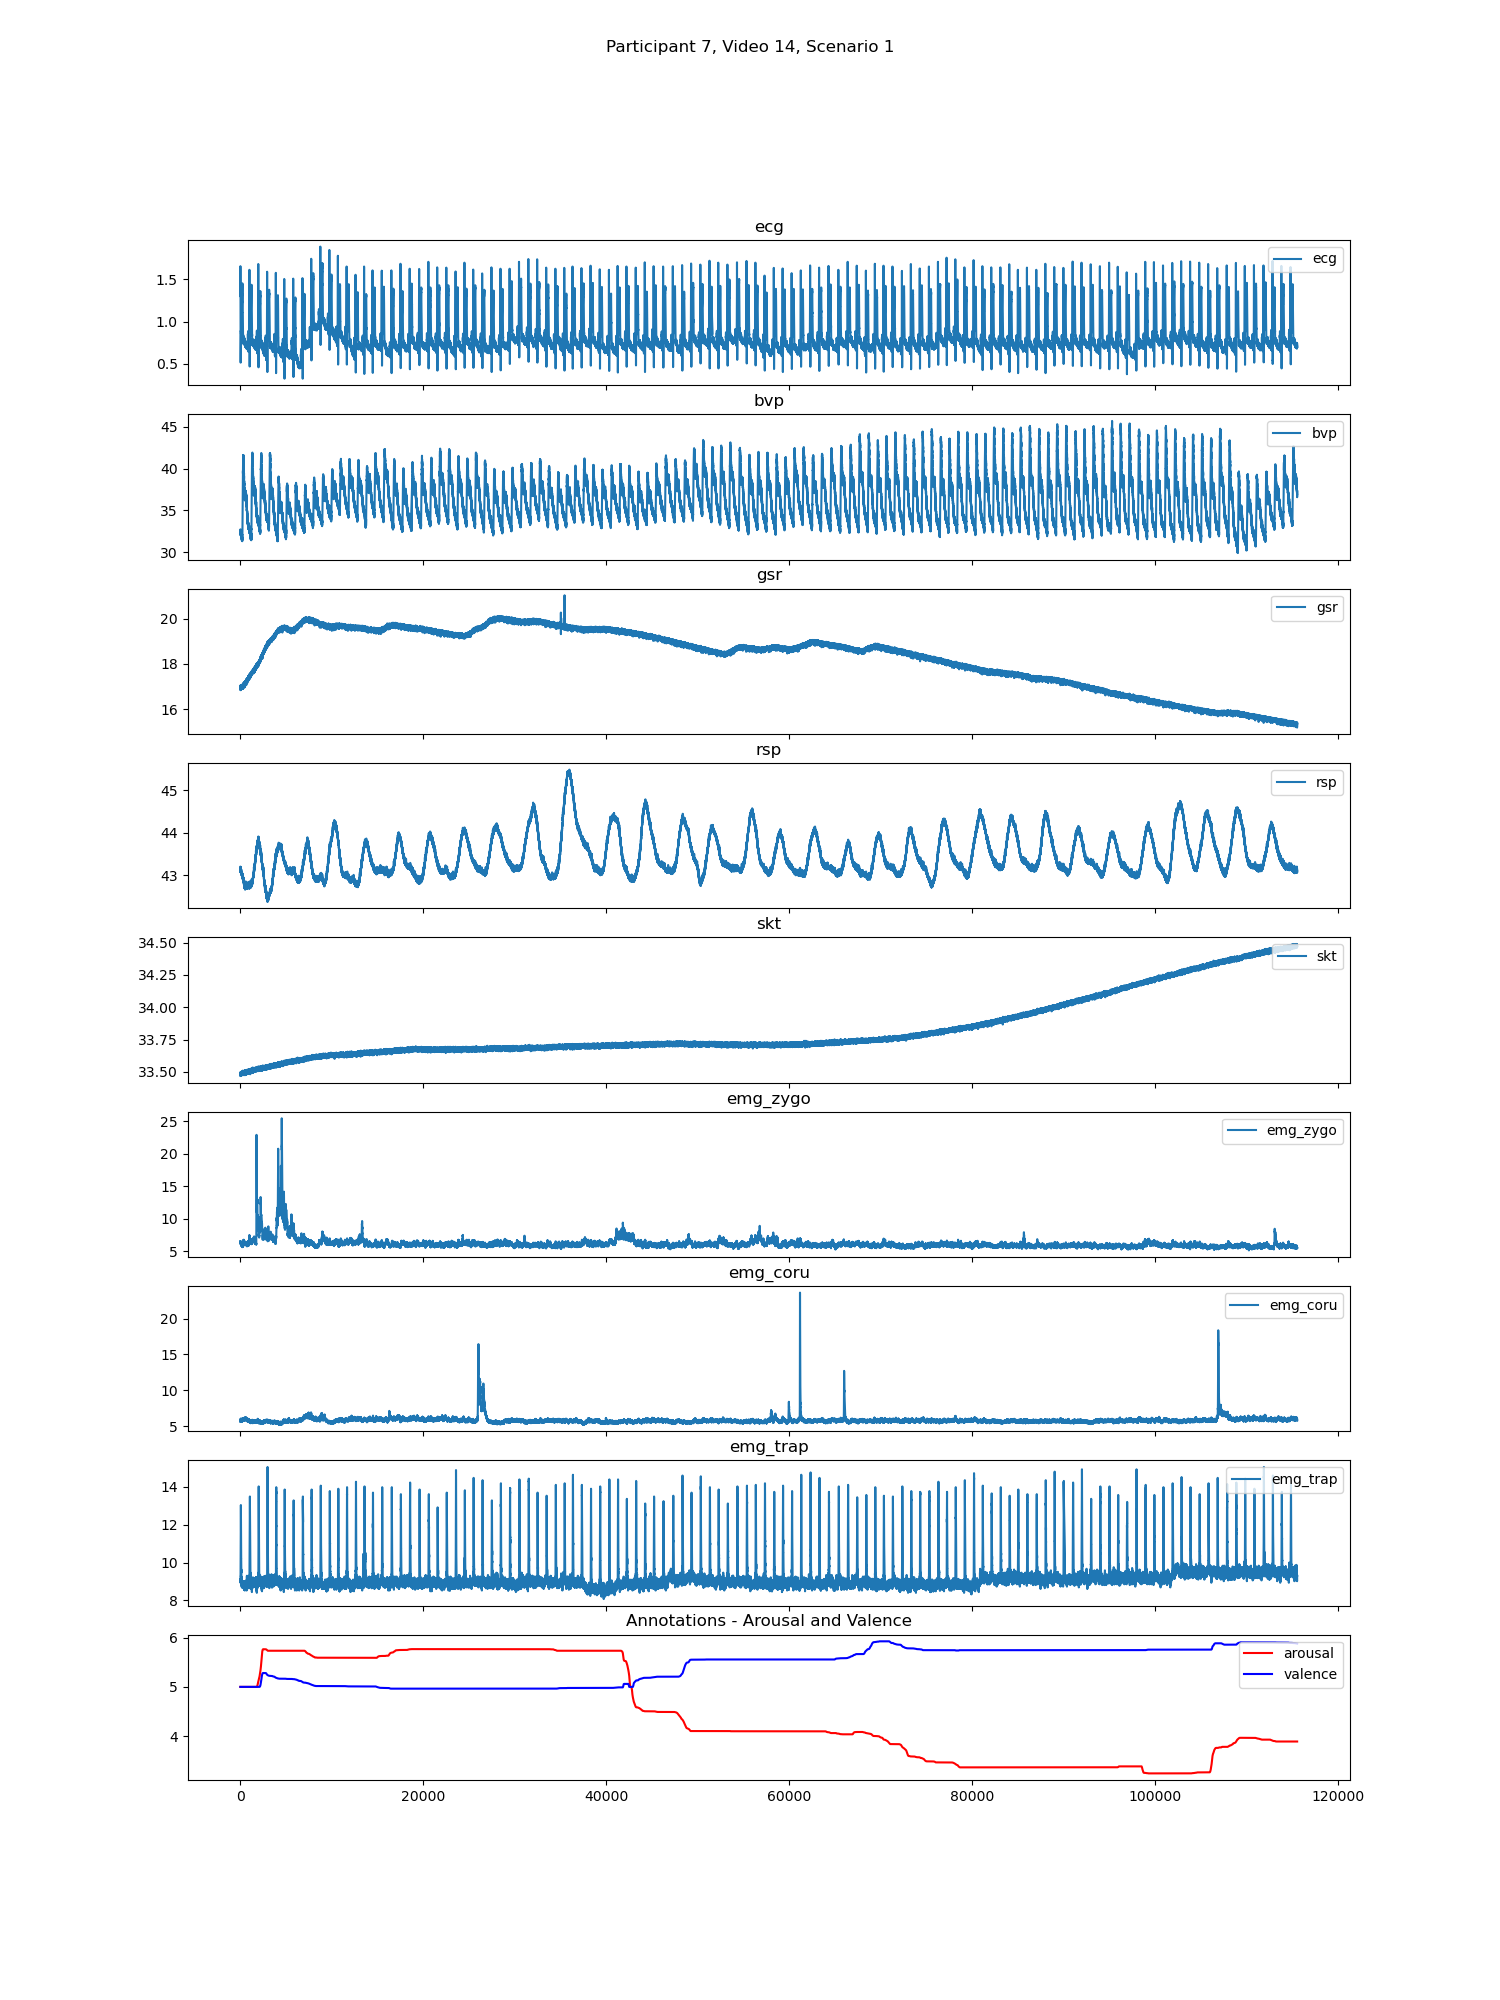 Participant 7, Video 14, Scenario 1
ecg
ecg
1.5
1.0
0.5
bvp
bvp
45
40
35
30
gsr
gsr
20
18
16
rsp
rsp
45
44
43
skt
skt
34.50
34.25
34.00
33.75
33.50
emg_zygo
emg_zygo
25
20
15
10
5
emg_coru
emg_coru
20
15
10
5
emg_trap
emg_trap
14
12
10
8
Annotations - Arousal and Valence
arousal
valence
6
5
4
0 20000 40000 60000 80000 100000 120000